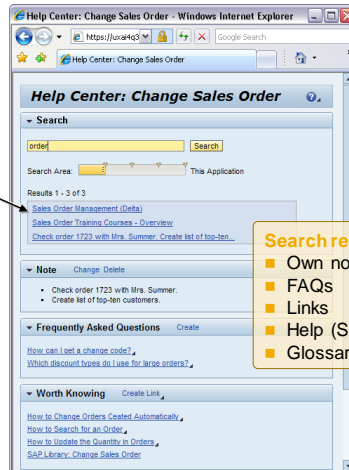 Help Center: Change Sales Order - Windows Internet Explorer
https://uxai4q3
Google Search
Help Center: Change Sales Order
Help Center: Change Sales Order
Search
order
Search
Search Area:
This Application
Results 1 - 3 of 3
Sales Order Management (Delta)
Sales Order Training Courses - Overview
Check order 1723 with Mrs. Summer. Create list of top-ten...
Search re
Own no
FAQs
Links
Help (S
Glossar
Note Change Delete
Check order 1723 with Mrs. Summer.
Create list of top-ten customers.
Frequently Asked Questions Create
How can I get a change code?
Which discount types do I use for large orders?
Worth Knowing Create Link
How to Change Orders Ceated Automatically
How to Search for an Order
How to Update the Quantity in Orders
SAP Library: Change Sales Order